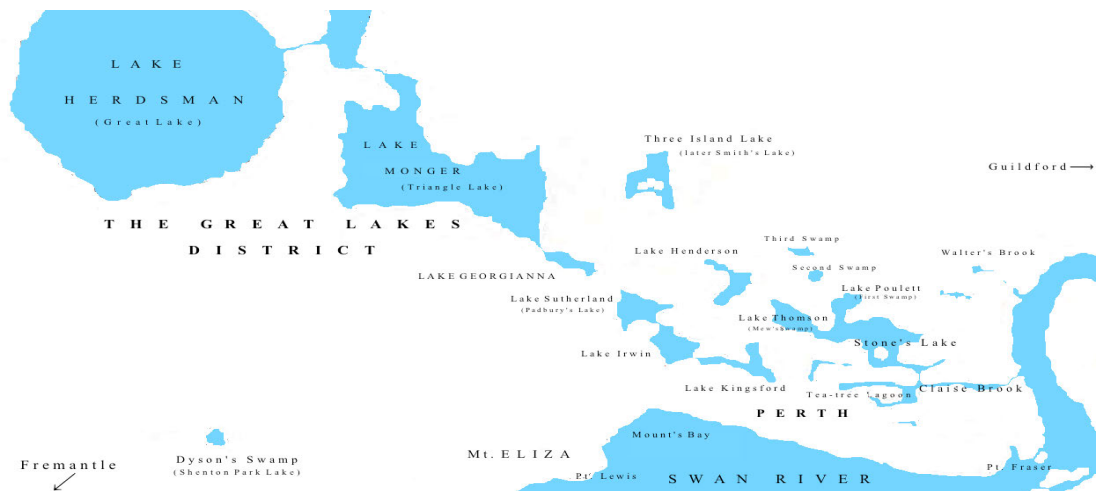 LAKE
HERDSMAN
(Great Lake)
LAKE
MONGER
(Triangle Lake)
Three Island Lake
(later Smith's Lake)
Guildford →
THE GREAT LAKES
DISTRICT
Third Swamp
Lake Henderson
Walter's Brook
Second Swamp
LAKE GEORGIANNA
Lake Poulett
(First Swamp)
Lake Sutherland
(Padbury's Lake)
Lake Thomson
(Mew'shwamp)
Stone's Lake
Lake Irwin
Lake Kingsford
Tea-tree Lagoon
Claise Brook
PERTH
Mount's Bay
Mt. ELIZA
Dyson's Swamp
(Shenton Park Lake)
Fremantle
Pt. Lewis
SWAN RIVER
Pt. Fraser